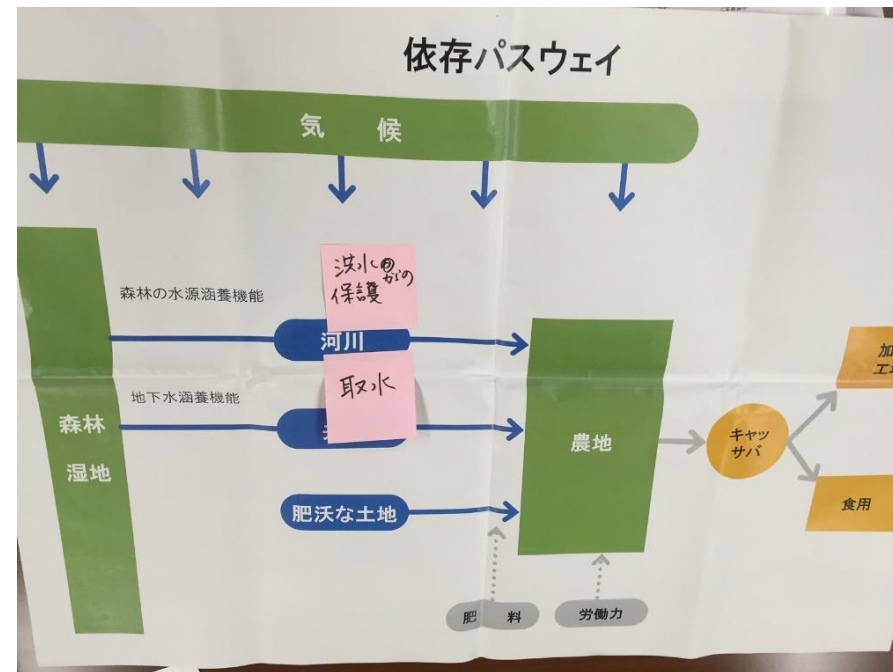 依存パスウェイ
気候
森林の水源涵養機能
洪水からの
保護
河川
地下水涵養機能
取水
森林
湿地
農地
キャッ
サバ
加
工
食用
肥沃な土地
肥料
労働力